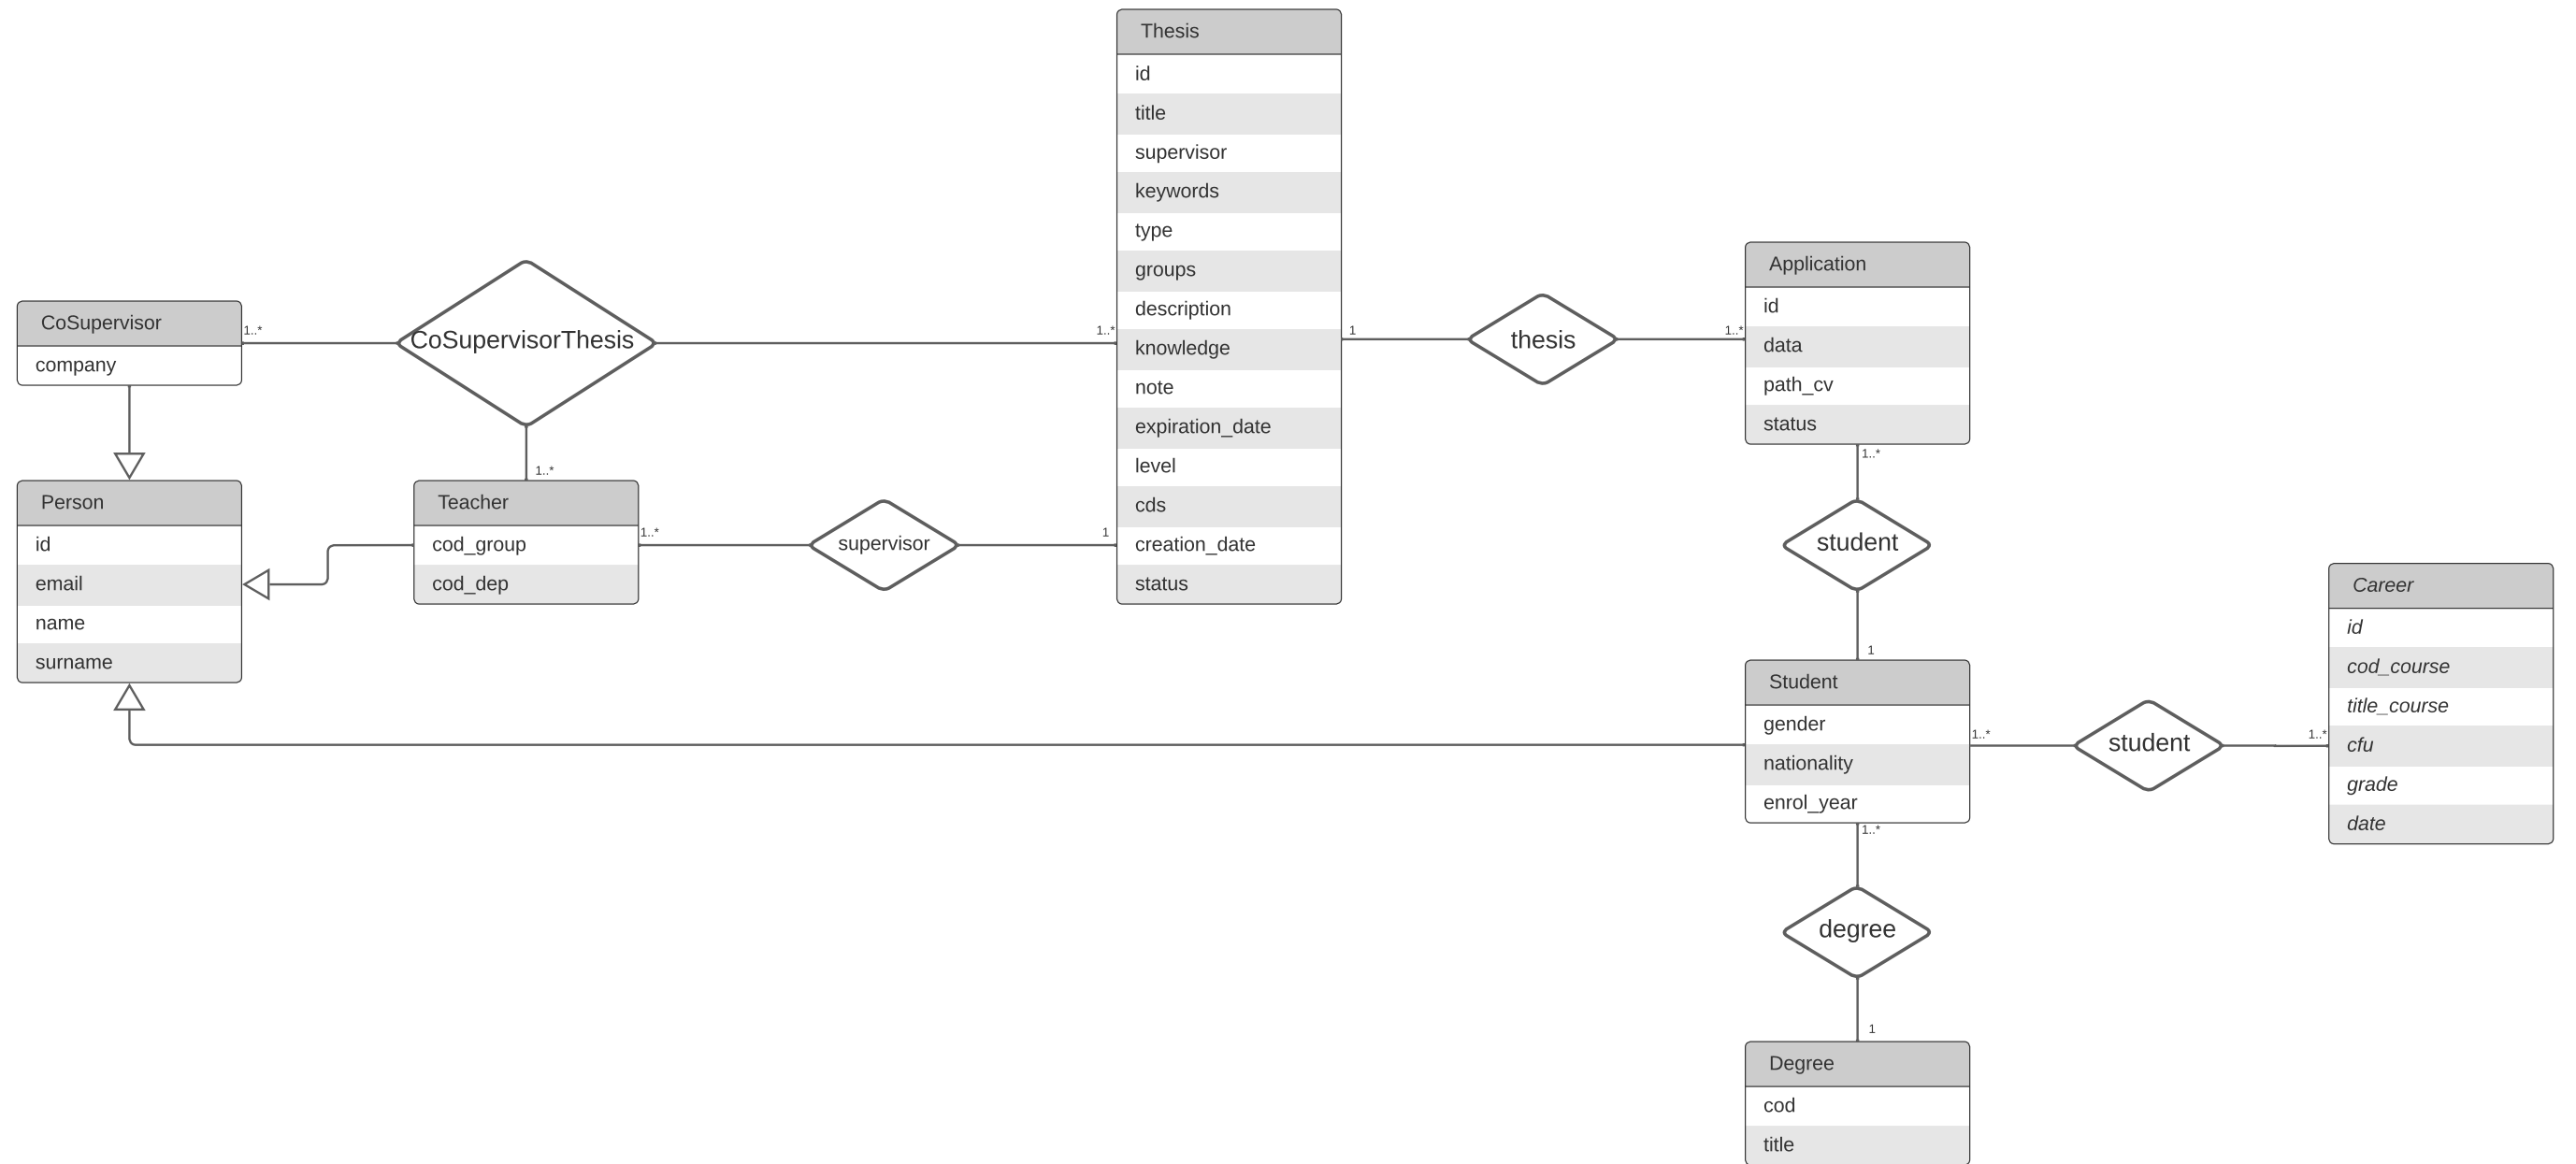 Thesis
id
title
supervisor
keywords
type
groups
description
knowledge
note
expiration_date
level
cds
creation_date
status
CoSupervisor
company
1..*
CoSupervisorThesis
1..*
1..*
Person
id
email
name
surname
Teacher
cod_group
cod_dep
1..*
supervisor
1
1
thesis
1..*
Application
id
data
path_cv
status
1..*
student
1
Student
gender
nationality
enrol_year
1..*
student
1..*
Career
id
cod_course
title_course
cfu
grade
date
1..*
degree
1
Degree
cod
title